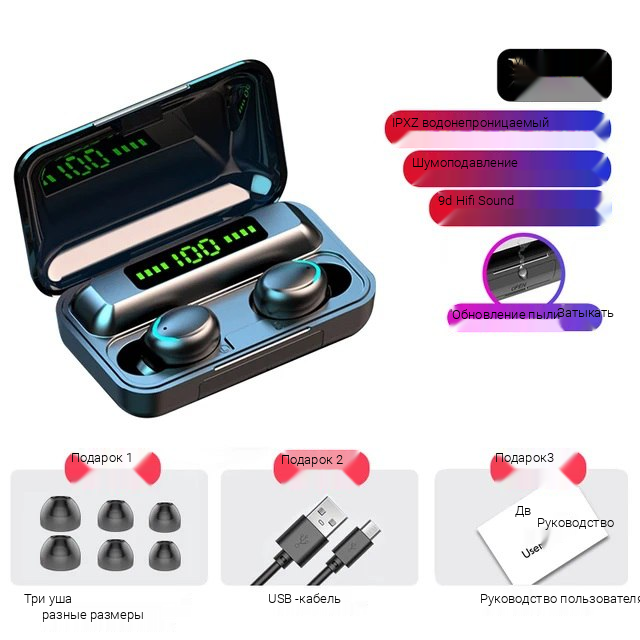 100
100
IPXZ водонепроницаемый
Шумоподавление
9d Hifi Sound
OPEN
Обновление пыли Затыкать
Подарок 1
Подарок 2
Подарок3
Дв
Руководство
User
Три уша
разные размеры
USB -кабель
Руководство пользователя